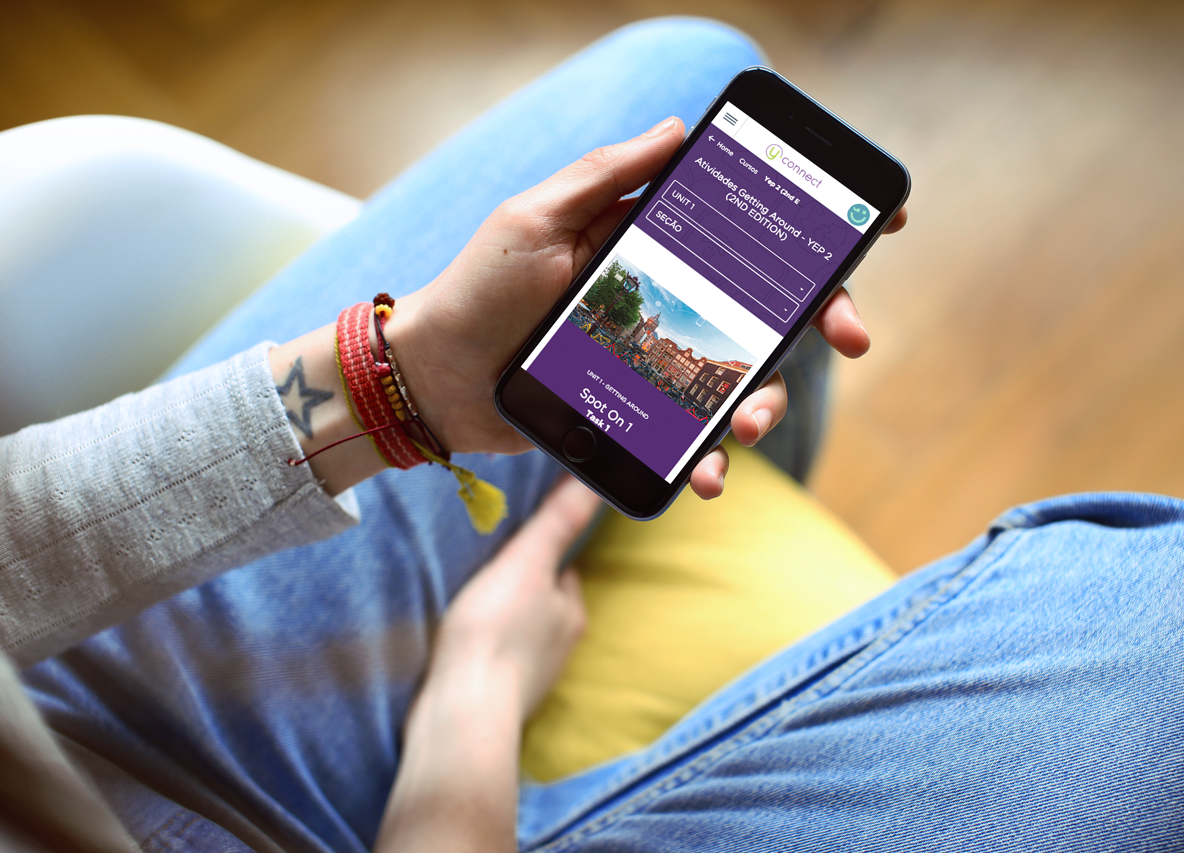 y connect
← Home Cursos Yep 2 (2nd E
Atividades Getting Around - YEP 2
(2ND EDITION)
UNIT 1
SEÇÃO
UNIT 1 - GETTING AROUND
Spot On 1
Task 1